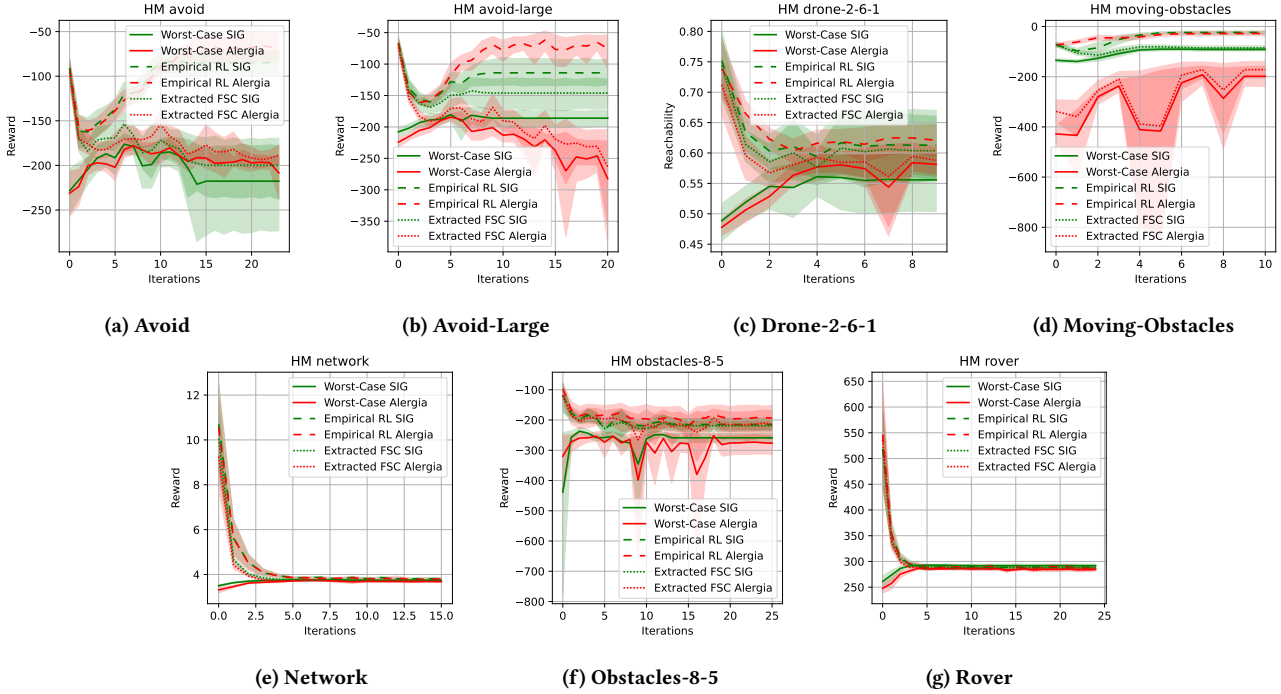 HM avoid
−50
−100
−150
−200
−250
Reward
Worst-Case SIG
Worst-Case Alergia
Empirical RL SIG
Empirical RL Alergia
Extracted FSC SIG
Extracted FSC Alergia
0 5 10 15 20
Iterations
(a) Avoid
HM avoid-large
−50
−100
−150
−200
−250
−300
−350
Reward
Worst-Case SIG
Worst-Case Alergia
Empirical RL SIG
Empirical RL Alergia
Extracted FSC SIG
Extracted FSC Alergia
0 5 10 15 20
Iterations
(b) Avoid-Large
HM drone-2-6-1
0.80
0.75
0.70
0.65
0.60
0.55
0.50
0.45
Reachability
Worst-Case SIG
Worst-Case Alergia
Empirical RL SIG
Empirical RL Alergia
Extracted FSC SIG
Extracted FSC Alergia
0 2 4 6 8
Iterations
(c) Drone-2-6-1
HM moving-obstacles
0
−200
−400
−600
−800
Reward
Worst-Case SIG
Worst-Case Alergia
Empirical RL SIG
Empirical RL Alergia
Extracted FSC SIG
Extracted FSC Alergia
0 2 4 6 8 10
Iterations
(d) Moving-Obstacles
HM network
12
10
8
6
4
Reward
Worst-Case SIG
Worst-Case Alergia
Empirical RL SIG
Empirical RL Alergia
Extracted FSC SIG
Extracted FSC Alergia
0.0 2.5 5.0 7.5 10.0 12.5 15.0
Iterations
(e) Network
HM obstacles-8-5
−100
−200
−300
−400
−500
−600
−700
−800
Reward
Worst-Case SIG
Worst-Case Alergia
Empirical RL SIG
Empirical RL Alergia
Extracted FSC SIG
Extracted FSC Alergia
0 5 10 15 20 25
Iterations
(f) Obstacles-8-5
HM rover
650
600
550
500
450
400
350
300
250
Reward
Worst-Case SIG
Worst-Case Alergia
Empirical RL SIG
Empirical RL Alergia
Extracted FSC SIG
Extracted FSC Alergia
0 5 10 15 20 25
Iterations
(g) Rover